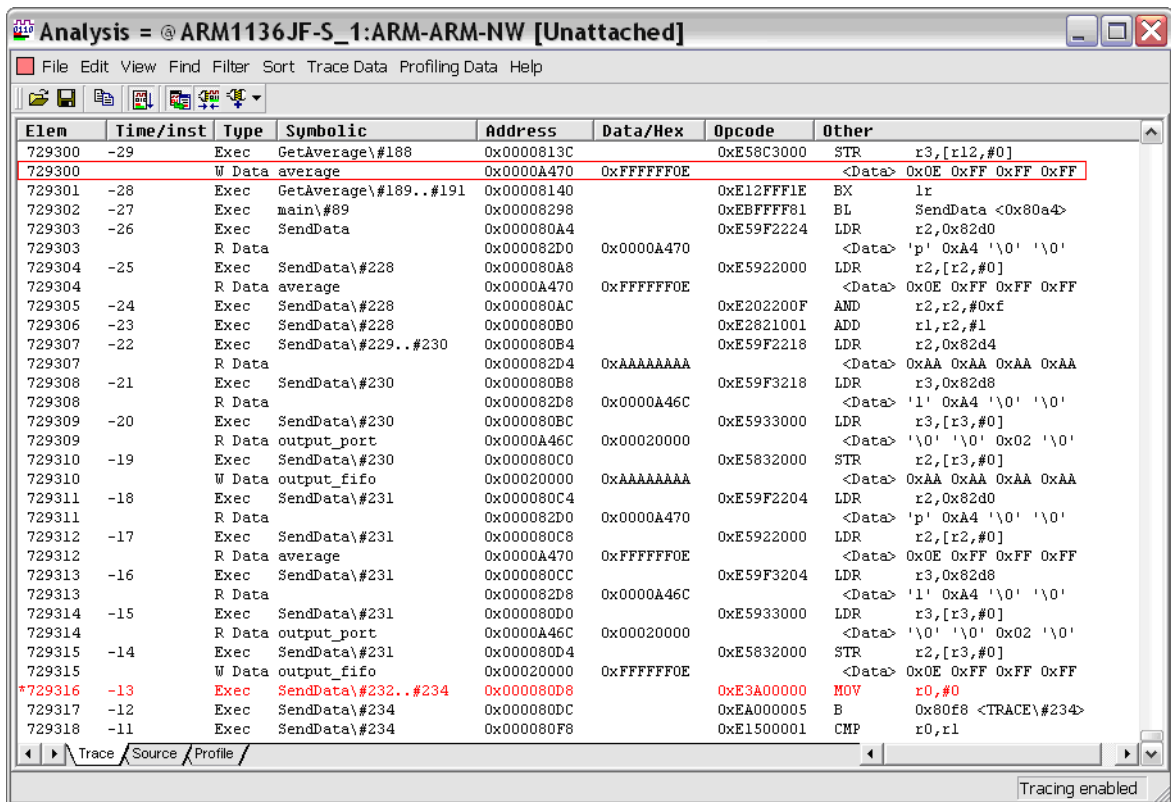 Analysis = @ARM1136JF-S_1:ARM-ARM-NW [Unattached]
File Edit View Find Filter Sort Trace Data Profiling Data Help
Elem Time/inst Type Symbolic Address Data/Hex Opcode Other
729300 -29 Exec GetAverage\#188 0x0000813C 0xE58C3000 STR r3,[r12,#0]
729300 W Data average 0x0000A470 0xFFFFFF0E <Data> 0x0E 0xFF 0xFF 0xFF
729301 -28 Exec GetAverage\#189..#191 0x00008140 0xE12FFF1E BX lr
729302 -27 Exec main\#89 0x00008298 0xEBFFFF81 BL SendData <0x80a4>
729303 -26 Exec SendData 0x000080A4 0xE59F2224 LDR r2,0x82d0
729303 R Data 0x000082D0 0x0000A470 <Data> 'p' 0xA4 '\0' '\0'
729304 -25 Exec SendData\#228 0x000080A8 0xE5922000 LDR r2,[r2,#0]
729304 R Data average 0x0000A470 0xFFFFFF0E <Data> 0x0E 0xFF 0xFF 0xFF
729305 -24 Exec SendData\#228 0x000080AC 0xE202200F AND r2,r2,#0xf
729306 -23 Exec SendData\#228 0x000080B0 0xE2821001 ADD r1,r2,#1
729307 -22 Exec SendData\#229..#230 0x000080B4 0xE59F2218 LDR r2,0x82d4
729307 R Data 0x000082D4 0xAAAAAAAA <Data> 0xAA 0xAA 0xAA 0xAA
729308 -21 Exec SendData\#230 0x000080B8 0xE59F3218 LDR r3,0x82d8
729308 R Data 0x000082D8 0x0000A46C <Data> 'l' 0xA4 '\0' '\0'
729309 -20 Exec SendData\#230 0x000080BC 0xE5933000 LDR r3,[r3,#0]
729309 R Data output_port 0x0000A46C 0x00020000 <Data> '\0' '\0' 0x02 '\0'
729310 -19 Exec SendData\#230 0x000080C0 0xE5832000 STR r2,[r3,#0]
729310 W Data output_fifo 0x00020000 0xAAAAAAAA <Data> 0xAA 0xAA 0xAA 0xAA
729311 -18 Exec SendData\#231 0x000080C4 0xE59F2204 LDR r2,0x82d0
729311 R Data 0x000082D0 0x0000A470 <Data> 'p' 0xA4 '\0' '\0'
729312 -17 Exec SendData\#231 0x000080C8 0xE5922000 LDR r2,[r2,#0]
729312 R Data average 0x0000A470 0xFFFFFF0E <Data> 0x0E 0xFF 0xFF 0xFF
729313 -16 Exec SendData\#231 0x000080CC 0xE59F3204 LDR r3,0x82d8
729313 R Data 0x000082D8 0x0000A46C <Data> 'l' 0xA4 '\0' '\0'
729314 -15 Exec SendData\#231 0x000080D0 0xE5933000 LDR r3,[r3,#0]
729314 R Data output_port 0x0000A46C 0x00020000 <Data> '\0' '\0' 0x02 '\0'
729315 -14 Exec SendData\#231 0x000080D4 0xE5832000 STR r2,[r3,#0]
729315 W Data output_fifo 0x00020000 0xFFFFFF0E <Data> 0x0E 0xFF 0xFF 0xFF
*729316 -13 Exec SendData\#232..#234 0x000080D8 0xE3A00000 MOV r0,#0
729317 -12 Exec SendData\#234 0x000080DC 0xEA000005 B 0x80f8 <TRACE\#234>
729318 -11 Exec SendData\#234 0x000080F8 0xE1500001 CMP r0,r1
Trace Source Profile
Tracing enabled